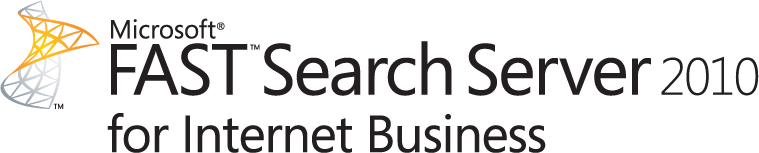 Microsoft®
FAST™ Search Server 2010
for Internet Business
™